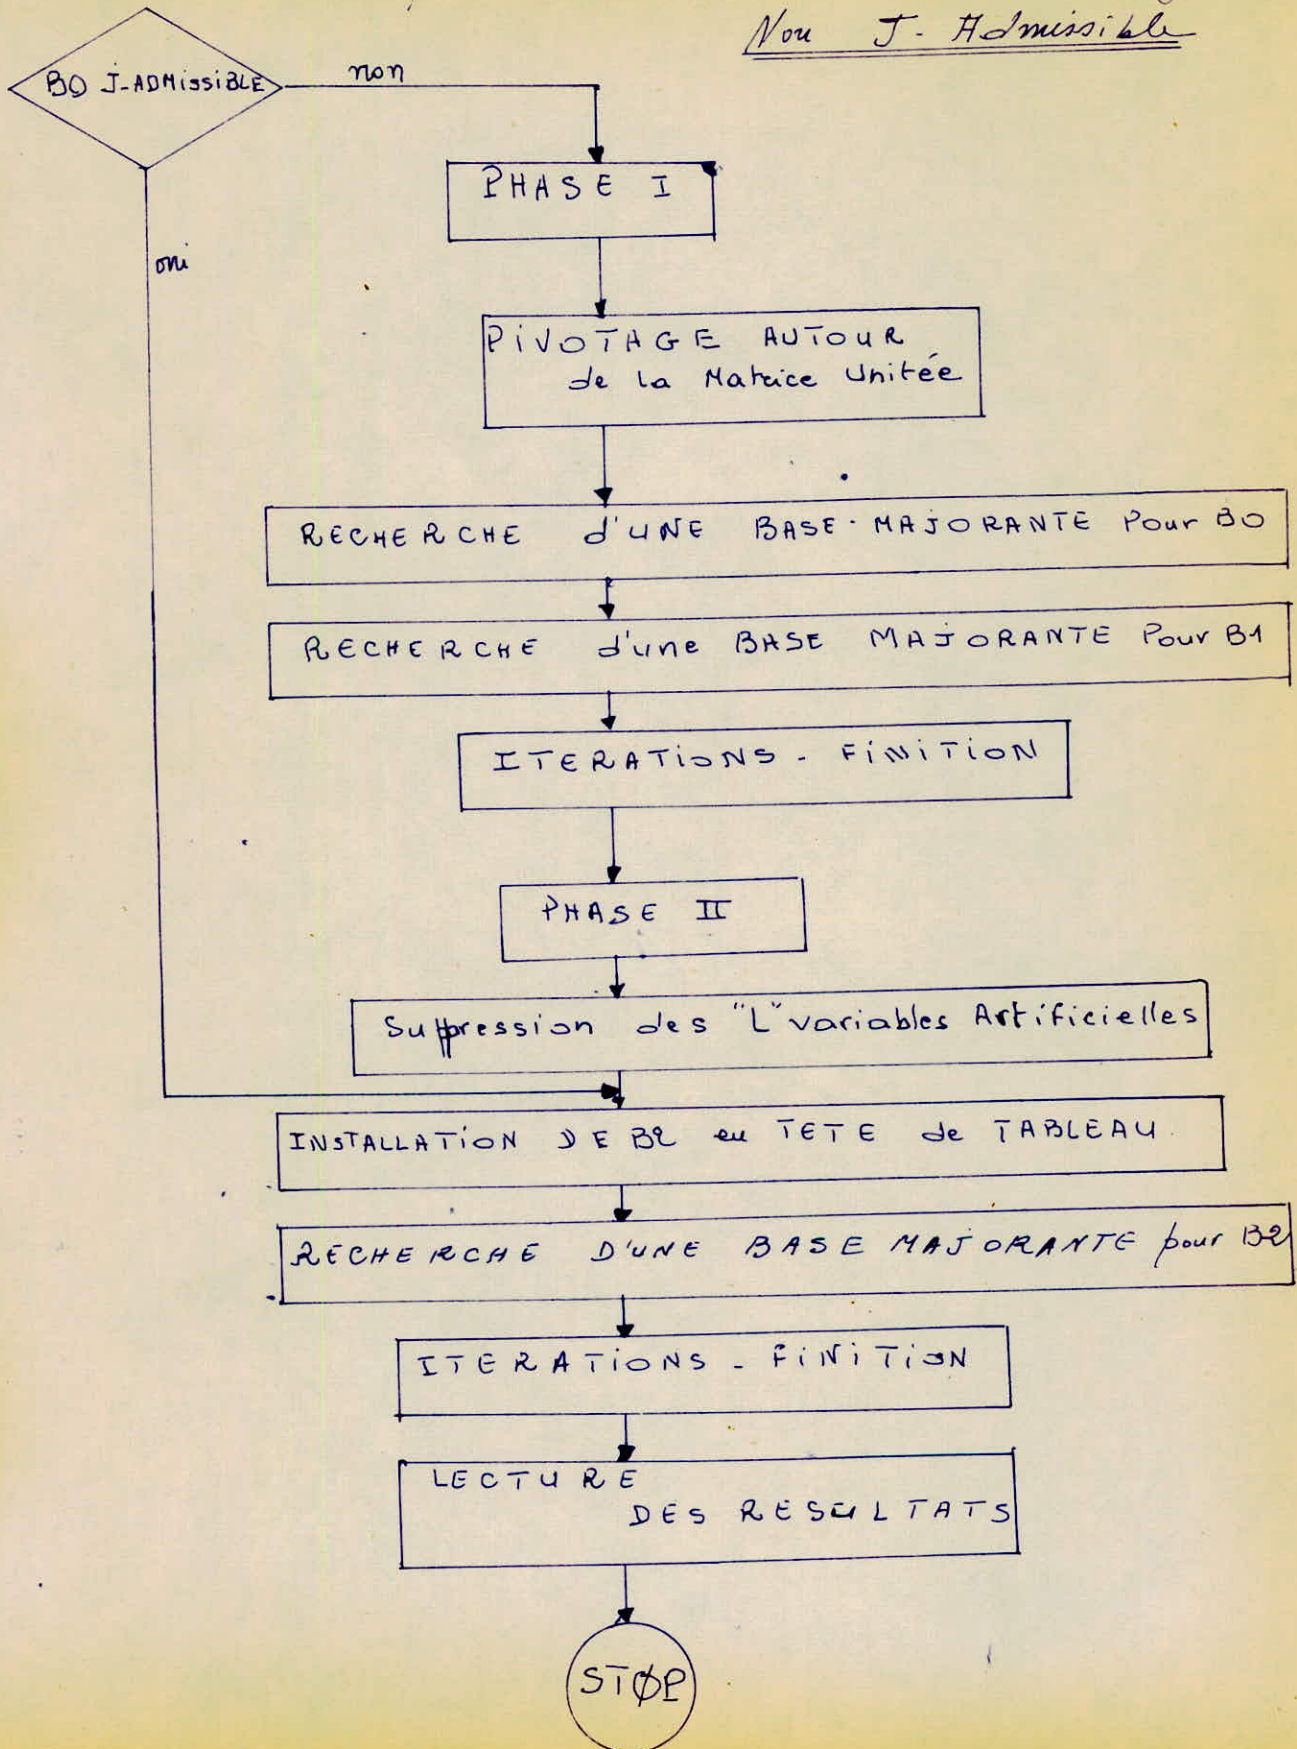 Non J- Admissible
BO J-ADMissiBLE
non
oui
PHASE I
PiVOTAGE AUTOUR
de la Matrice Unitée
RECHERCHE d'UNE BASE-MAJORANTE Pour BO
RECHERCHE d'une BASE MAJORANTE Pour B1
ITERATiONS - FiNiTiON
PHASE II
Suppression des "L" variables Artificielles
INSTALLATiON DE B2 en TETE de TABLEAU.
RECHERCHE D'UNE BASE MAJORANTE pour B2
ITERATiONS - FiNiTiON
LECTURE
DES RESULTATS
STØP